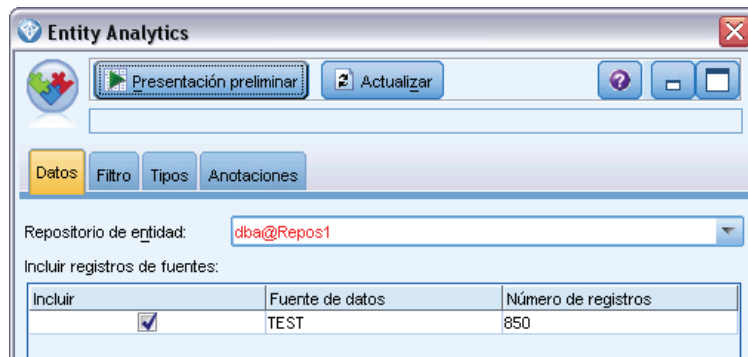 Entity Analytics
Presentación preliminar Actualizar ?
Datos Filtro Tipos Anotaciones
Repositorio de entidad: dba@Repos1
Incluir registros de fuentes:
Incluir Fuente de datos Número de registros
TEST 850